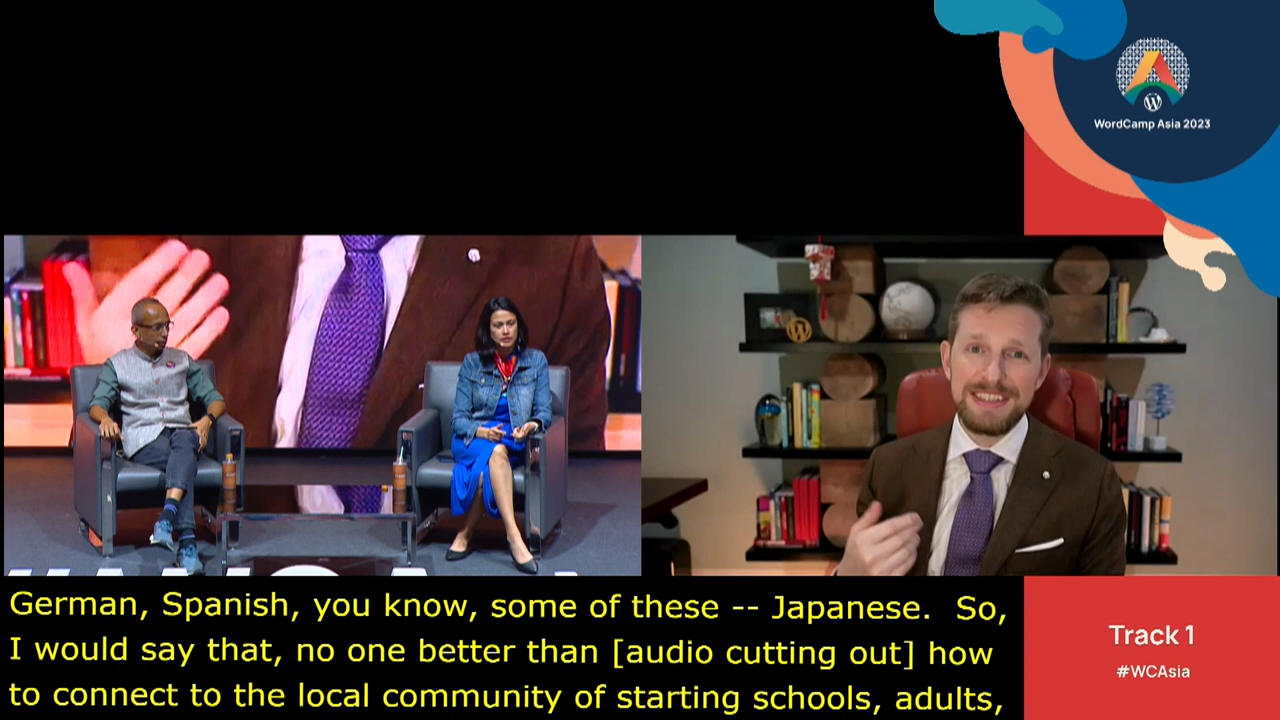 WordCamp Asia 2023
German, Spanish, you know, some of these -- Japanese.  So,
I would say that, no one better than [audio cutting out] how
to connect to the local community of starting schools, adults,
Track 1
#WCAsia